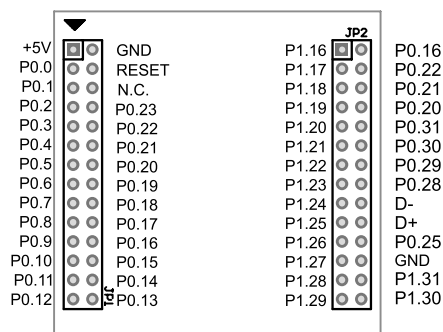 JP2
+5V GND P1.16 P0.16
P0.0 RESET P1.17 P0.22
P0.1 N.C. P1.18 P0.21
P0.2 P0.23 P1.19 P0.20
P0.3 P0.22 P1.20 P0.31
P0.4 P0.21 P1.21 P0.30
P0.5 P0.20 P1.22 P0.29
P0.6 P0.19 P1.23 P0.28
P0.7 P0.18 P1.24 D-
P0.8 P0.17 P1.25 D+
P0.9 P0.16 P1.26 P0.25
P0.10 P0.15 P1.27 GND
P0.11 P0.14 P1.28 P1.31
P0.12 P0.13 P1.29 P1.30
JP1